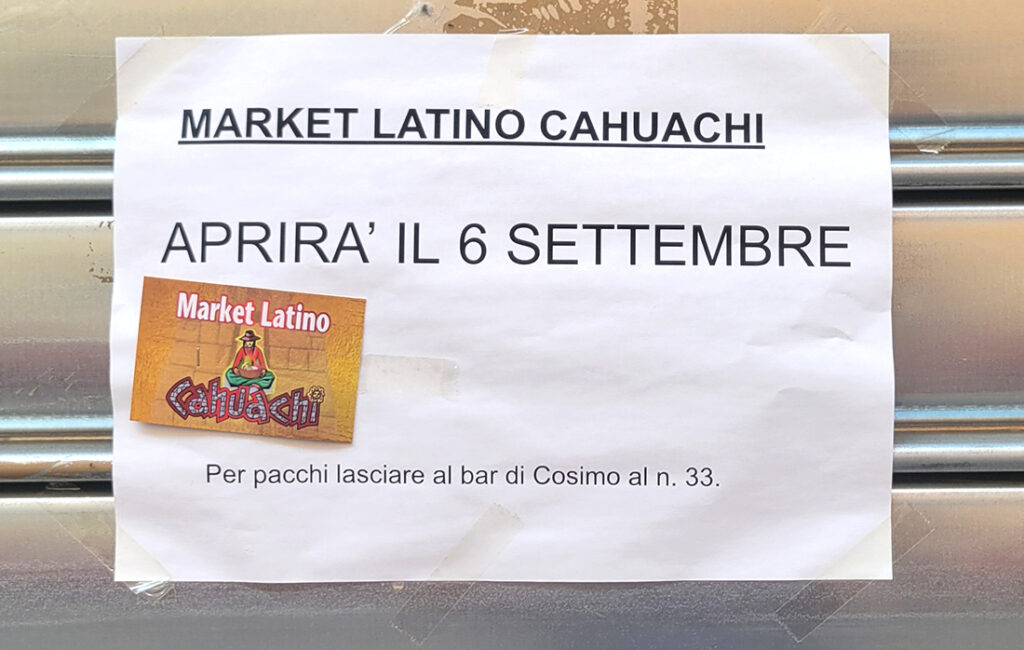 MARKET LATINO CAHUACHI
APRIRA' IL 6 SETTEMBRE
Market Latino
Cahuachi
Per pacchi lasciare al bar di Cosimo al n. 33.